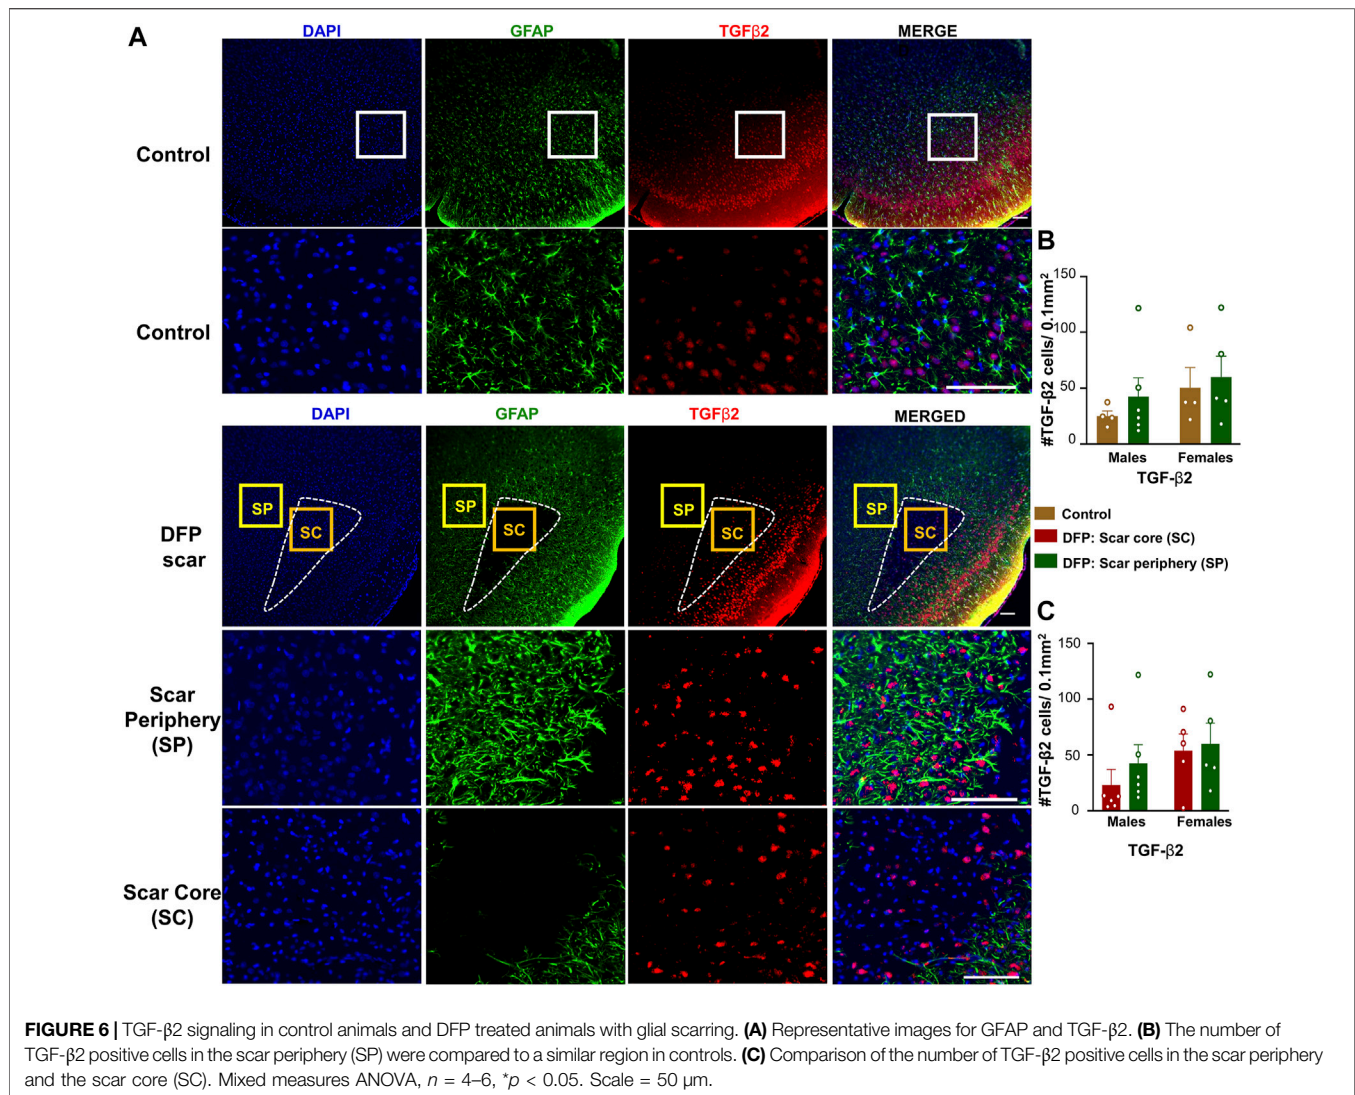 A
DAPI GFAP TGFβ2 MERGE
Control
Control
DAPI GFAP TGFβ2 MERGED
DFP
scar
SP SP SP
SC SC SC SC
Scar
Periphery
(SP)
Scar Core
(SC)
B
#TGF-β2 cells/ 0.1mm²
150
100
50
0
Males Females
TGF-β2
Control
DFP: Scar core (SC)
DFP: Scar periphery (SP)
C
#TGF-β2 cells/ 0.1mm²
150
100
50
0
Males Females
TGF-β2
FIGURE 6 | TGF-β2 signaling in control animals and DFP treated animals with glial scarring. (A) Representative images for GFAP and TGF-β2. (B) The number of
TGF-β2 positive cells in the scar periphery (SP) were compared to a similar region in controls. (C) Comparison of the number of TGF-β2 positive cells in the scar periphery
and the scar core (SC). Mixed measures ANOVA, n = 4–6, *p < 0.05. Scale = 50 μm.